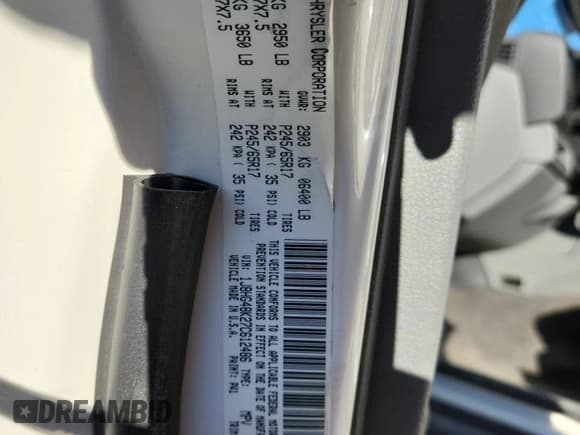 CHRYSLER CORPORATION
GWR: 2903 KG 06400 LB
KG 2950 LB WITH P245/65R17 TIRES
7X7.5 RIMS AT 242 KPA ( 35 PSI) COLD
KG 3650 LB WITH P245/65R17 TIRES
7X7.5 RIMS AT 242 KPA ( 35 PSI) COLD
THIS VEHICLE CONFORMS TO ALL APPLICABLE FEDERAL MOTOR
PREVENTION STANDARDS IN EFFECT ON THE DATE OF
VIN: 1J8HG48K27C612486 TYPE: MPV
VEHICLE MADE IN U.S.A. PAINT: PW1 TRIM
DREAMBID